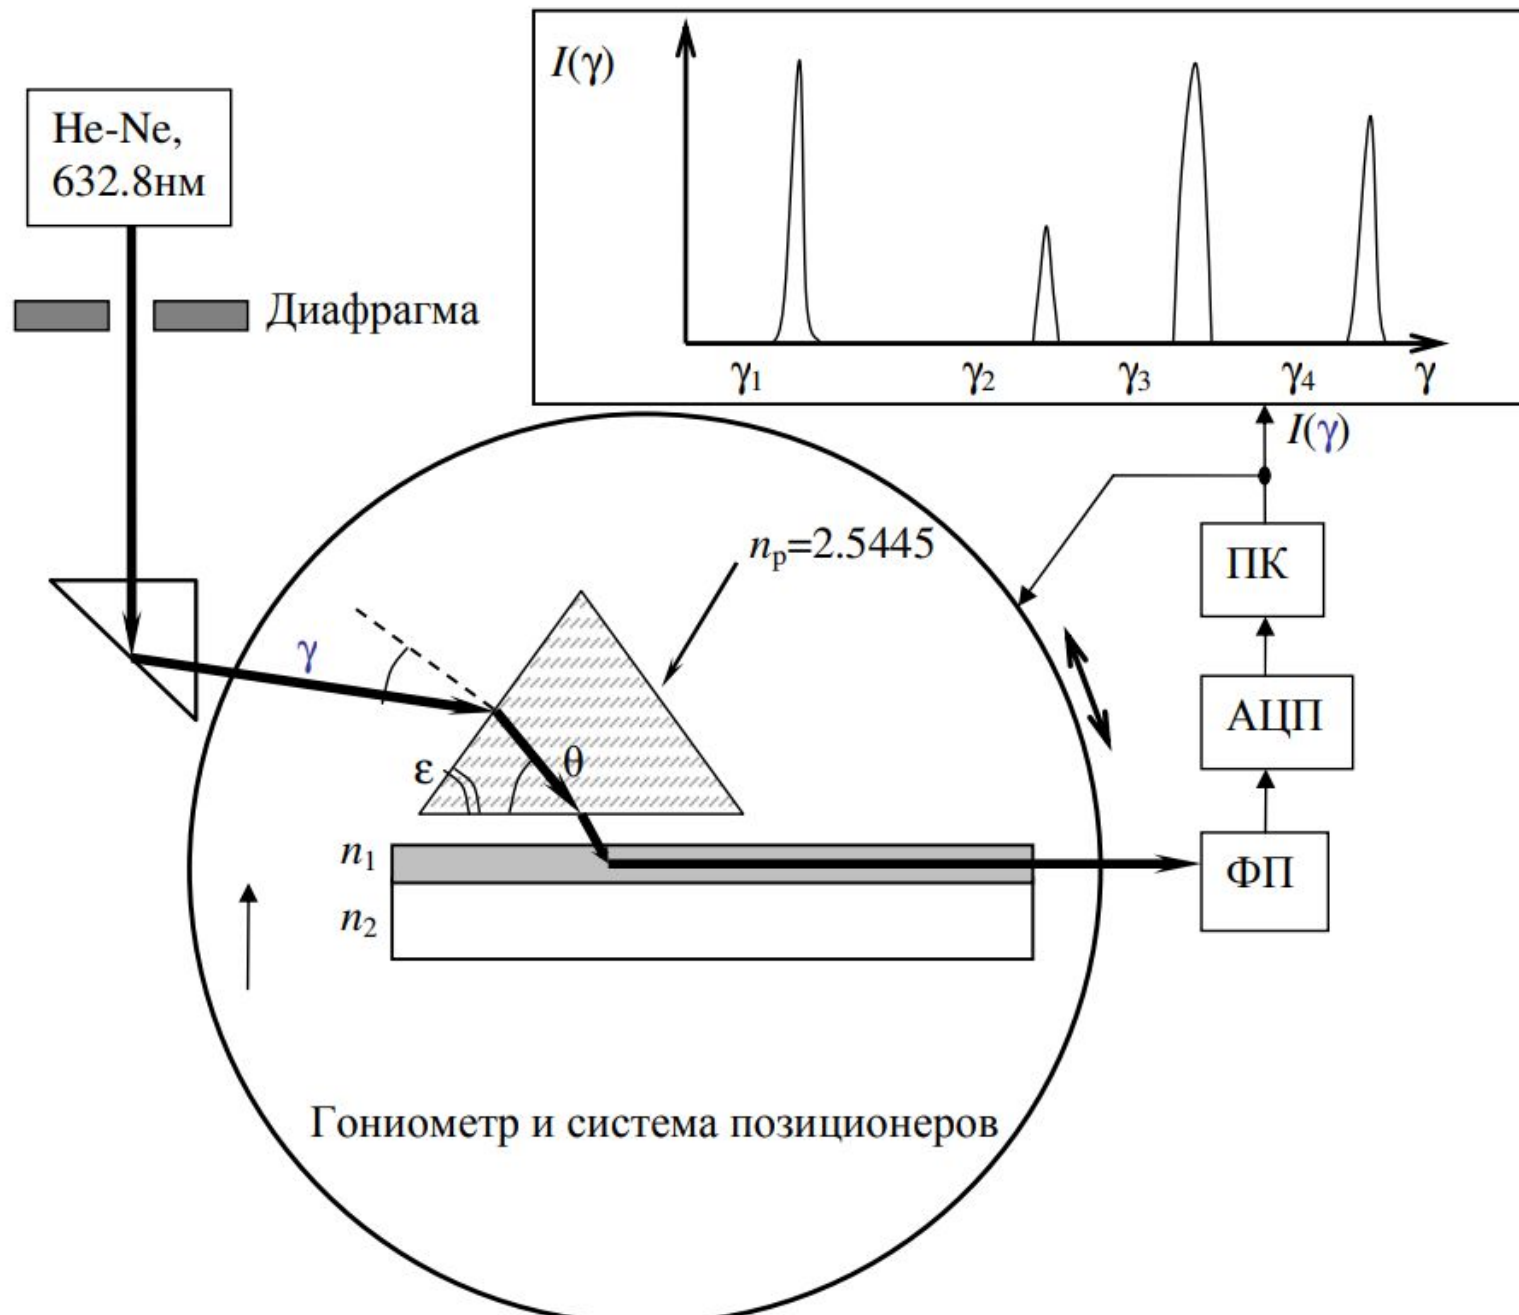 I(γ)
He-Ne,
632.8нм
Диафрагма
γ₁ γ₂ γ₃ γ₄ γ
I(γ)
nₚ=2.5445
ПК
γ
АЦП
ε θ
n₁
ФП
n₂
Гониометр и система позиционеров